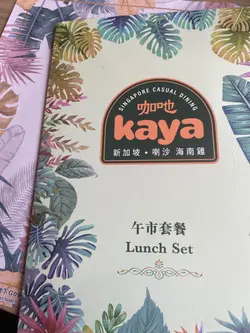 咖吔
SINGAPORE CASUAL DINING
kaya
新加坡・喇沙 海南雞
午市套餐
Lunch Set